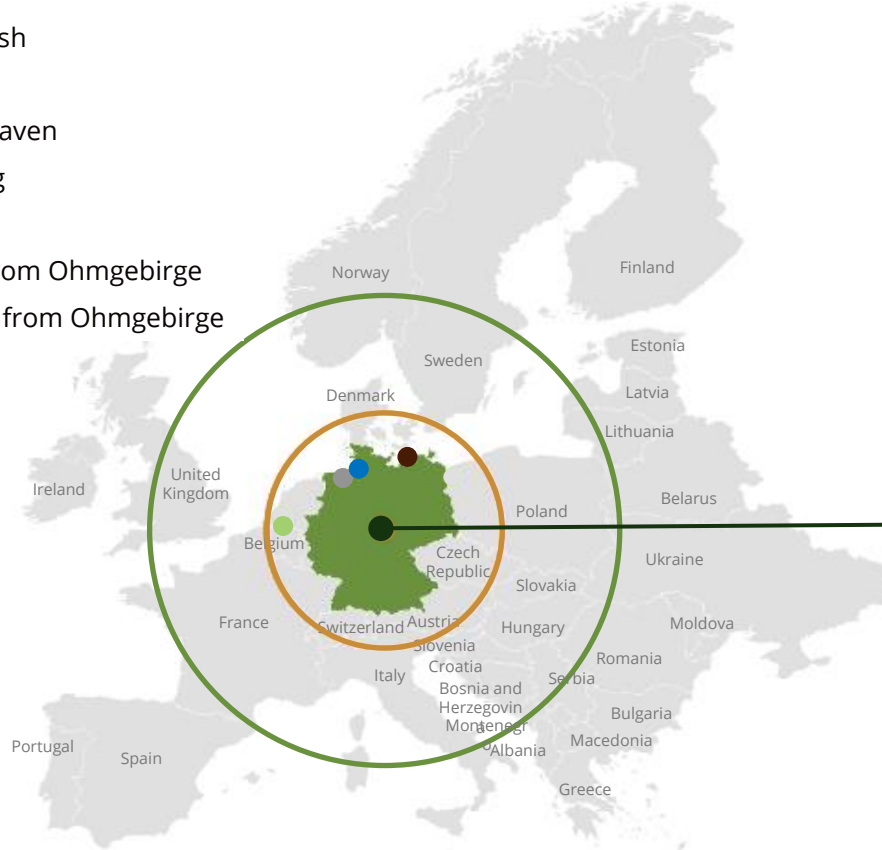 sh
aven
g
om Ohmgebirge
from Ohmgebirge
Norway
Finland
Sweden
Estonia
Denmark
Latvia
Lithuania
Ireland
United
Kingdom
Poland
Belarus
Belgium
Czech
Republic
Ukraine
Slovakia
France
Switzerland
Austria
Hungary
Moldova
Slovenia
Croatia
Romania
Italy
Serbia
Bosnia and
Herzegovin
a
Montenegr
o
Bulgaria
Albania
Macedonia
Portugal
Spain
Greece